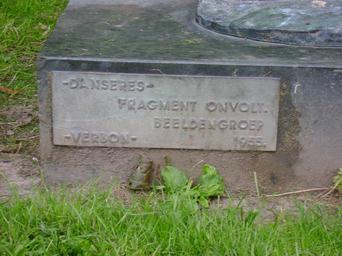 -DANSERES-
FRAGMENT ONVOLT.
BEELDENGROEP
-VERBON- 1955.